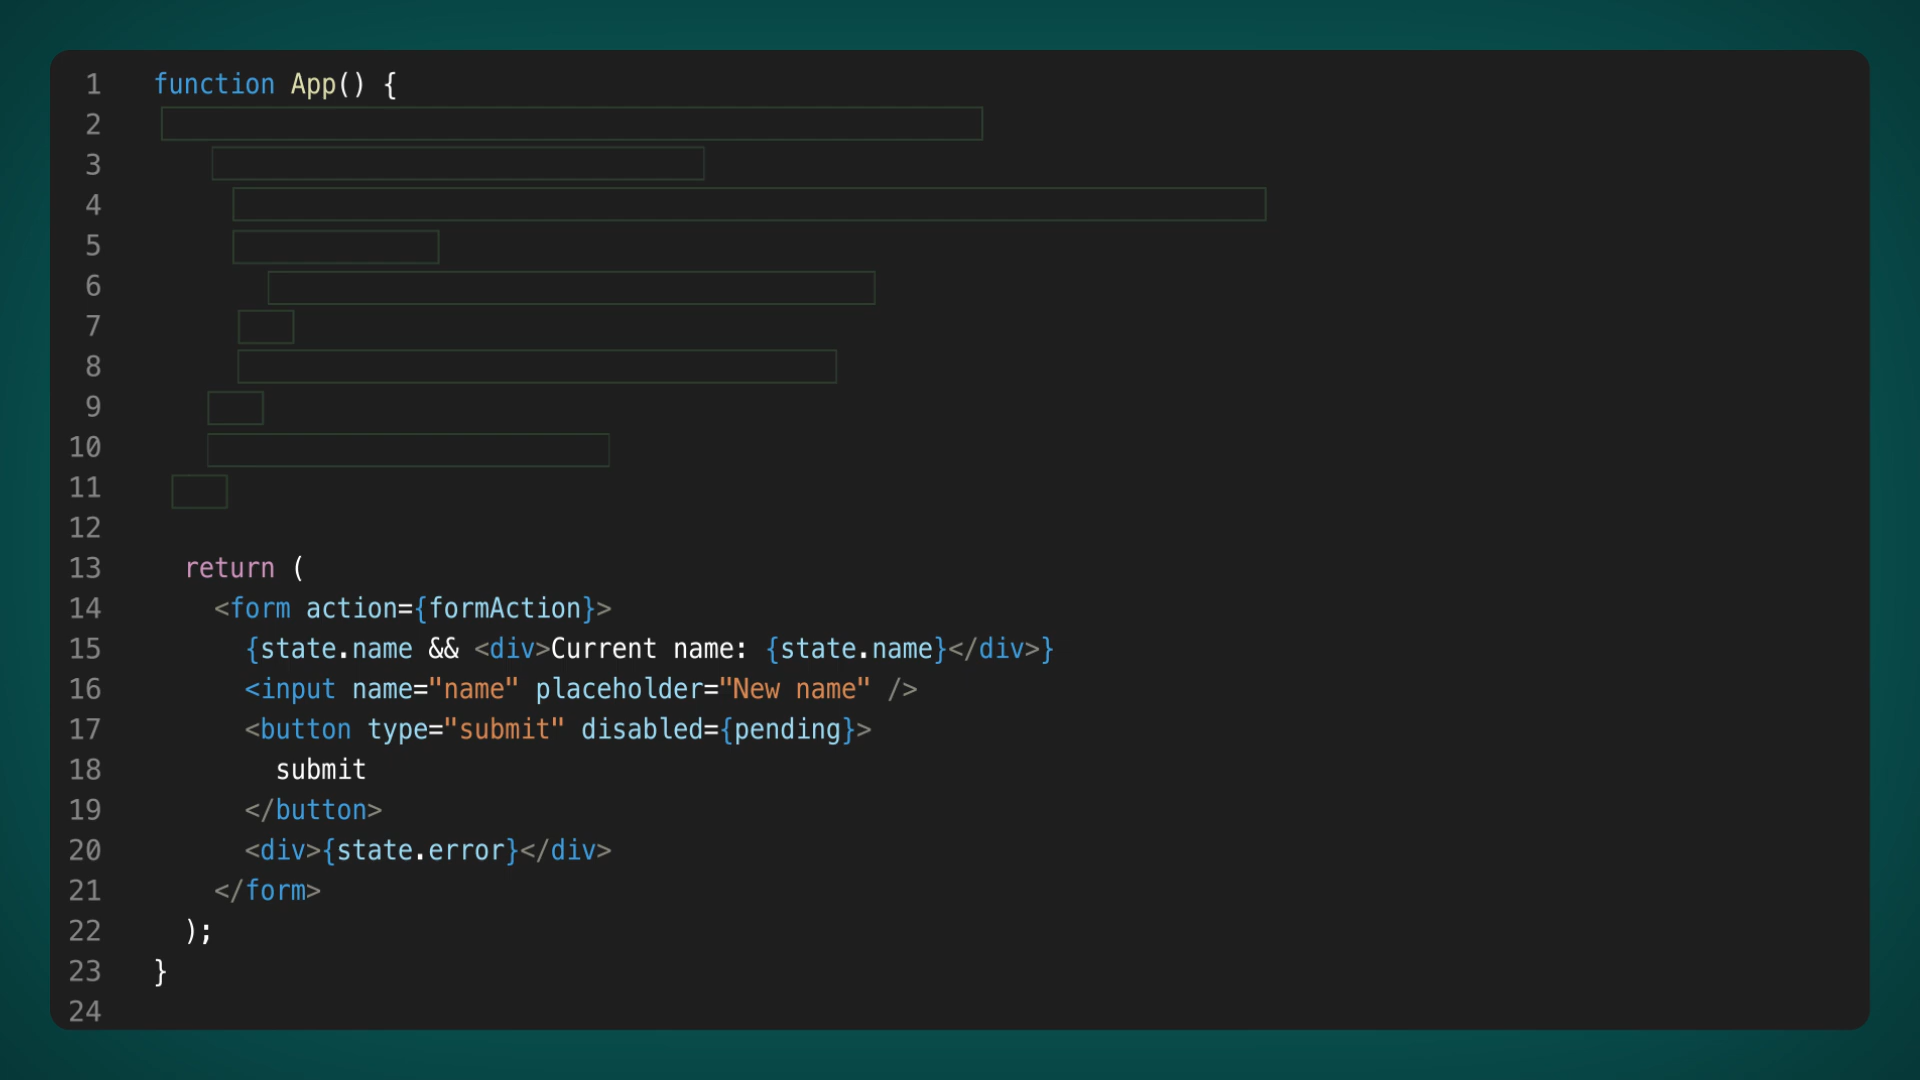 1 function App() {
2
3
4
5
6
7
8
9
10
11
12
13 return (
14 <form action={formAction}>
15 {state.name && <div>Current name: {state.name}</div>}
16 <input name="name" placeholder="New name" />
17 <button type="submit" disabled={pending}>
18 submit
19 </button>
20 <div>{state.error}</div>
21 </form>
22 );
23 }
24